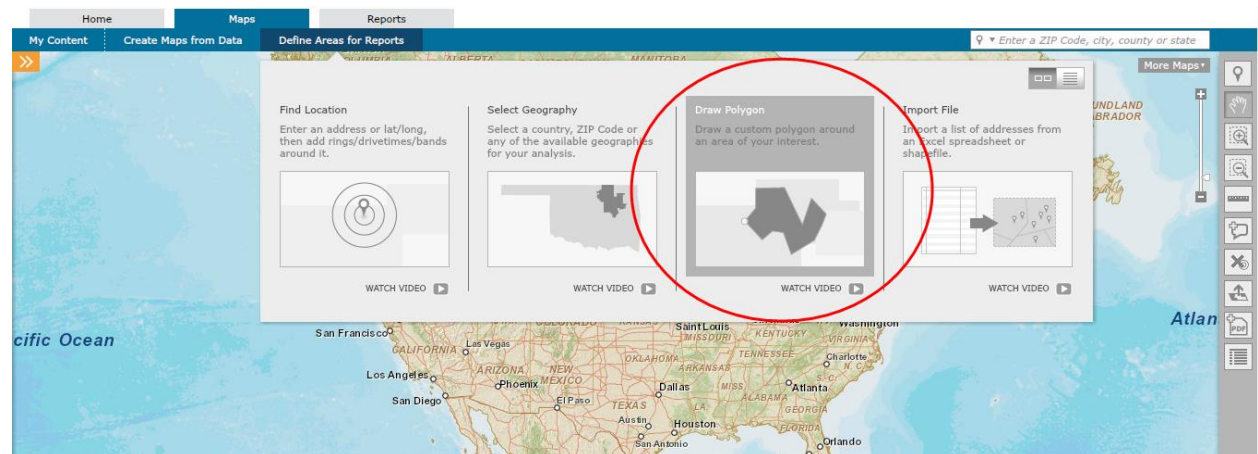 Home
Maps
Reports
My Content
Create Maps from Data
Define Areas for Reports
Enter a ZIP Code, city, county or state
More Maps
ALBERTA
MANITOBA
Find Location
Enter an address or lat/long,
then add rings/drivetimes/bands
around it.
WATCH VIDEO
Select Geography
Select a country, ZIP Code or
any of the available geographies
for your analysis.
WATCH VIDEO
Draw Polygon
Draw a custom polygon around
an area of your interest.
WATCH VIDEO
Import File
Import a list of addresses from
an Excel spreadsheet or
shapefile.
WATCH VIDEO
UNDLAND
BRADOR
PDF
cific Ocean
Atlan
San Francisco
COLORADO
KANSAS
Saint Louis
MISSOURI
KENTUCKY
Washington
VIRGINIA
CALIFORNIA
Las Vegas
OKLAHOMA
TENNESSEE
Charlotte
N. C.
Los Angeles
ARIZONA
NEW
MEXICO
ARKANSAS
Phoenix
Dallas
MISS.
Atlanta
S. C.
San Diego
El Paso
TEXAS
LA.
ALABAMA
GEORGIA
Austin
Houston
FLORIDA
San Antonio
Orlando